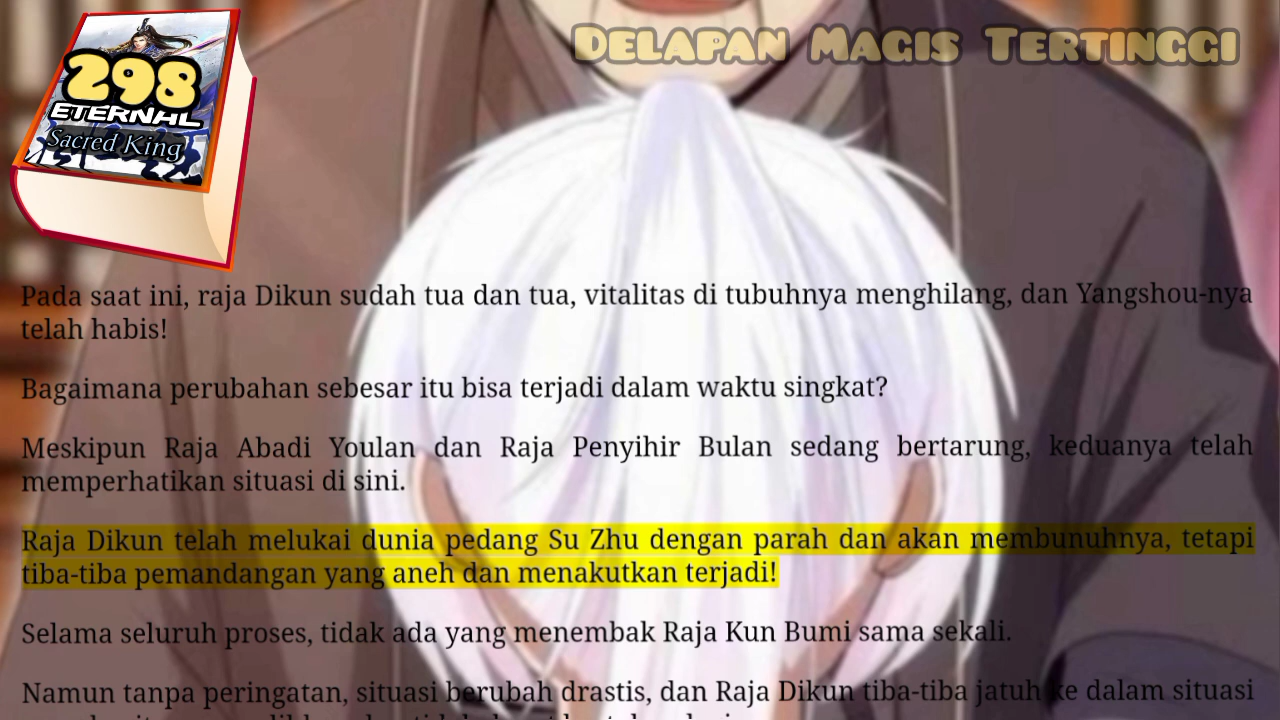 Delapan Magis Tertinggi
298
ETERNAL
Sacred King
Pada saat ini, raja Dikun sudah tua dan tua, vitalitas di tubuhnya menghilang, dan Yangshou-nya
telah habis!
Bagaimana perubahan sebesar itu bisa terjadi dalam waktu singkat?
Meskipun Raja Abadi Youlan dan Raja Penyihir Bulan sedang bertarung, keduanya telah
memperhatikan situasi di sini.
Raja Dikun telah melukai dunia pedang Su Zhu dengan parah dan akan membunuhnya, tetapi
tiba-tiba pemandangan yang aneh dan menakutkan terjadi!
Selama seluruh proses, tidak ada yang menembak Raja Kun Bumi sama sekali.
Namun tanpa peringatan, situasi berubah drastis, dan Raja Dikun tiba-tiba jatuh ke dalam situasi